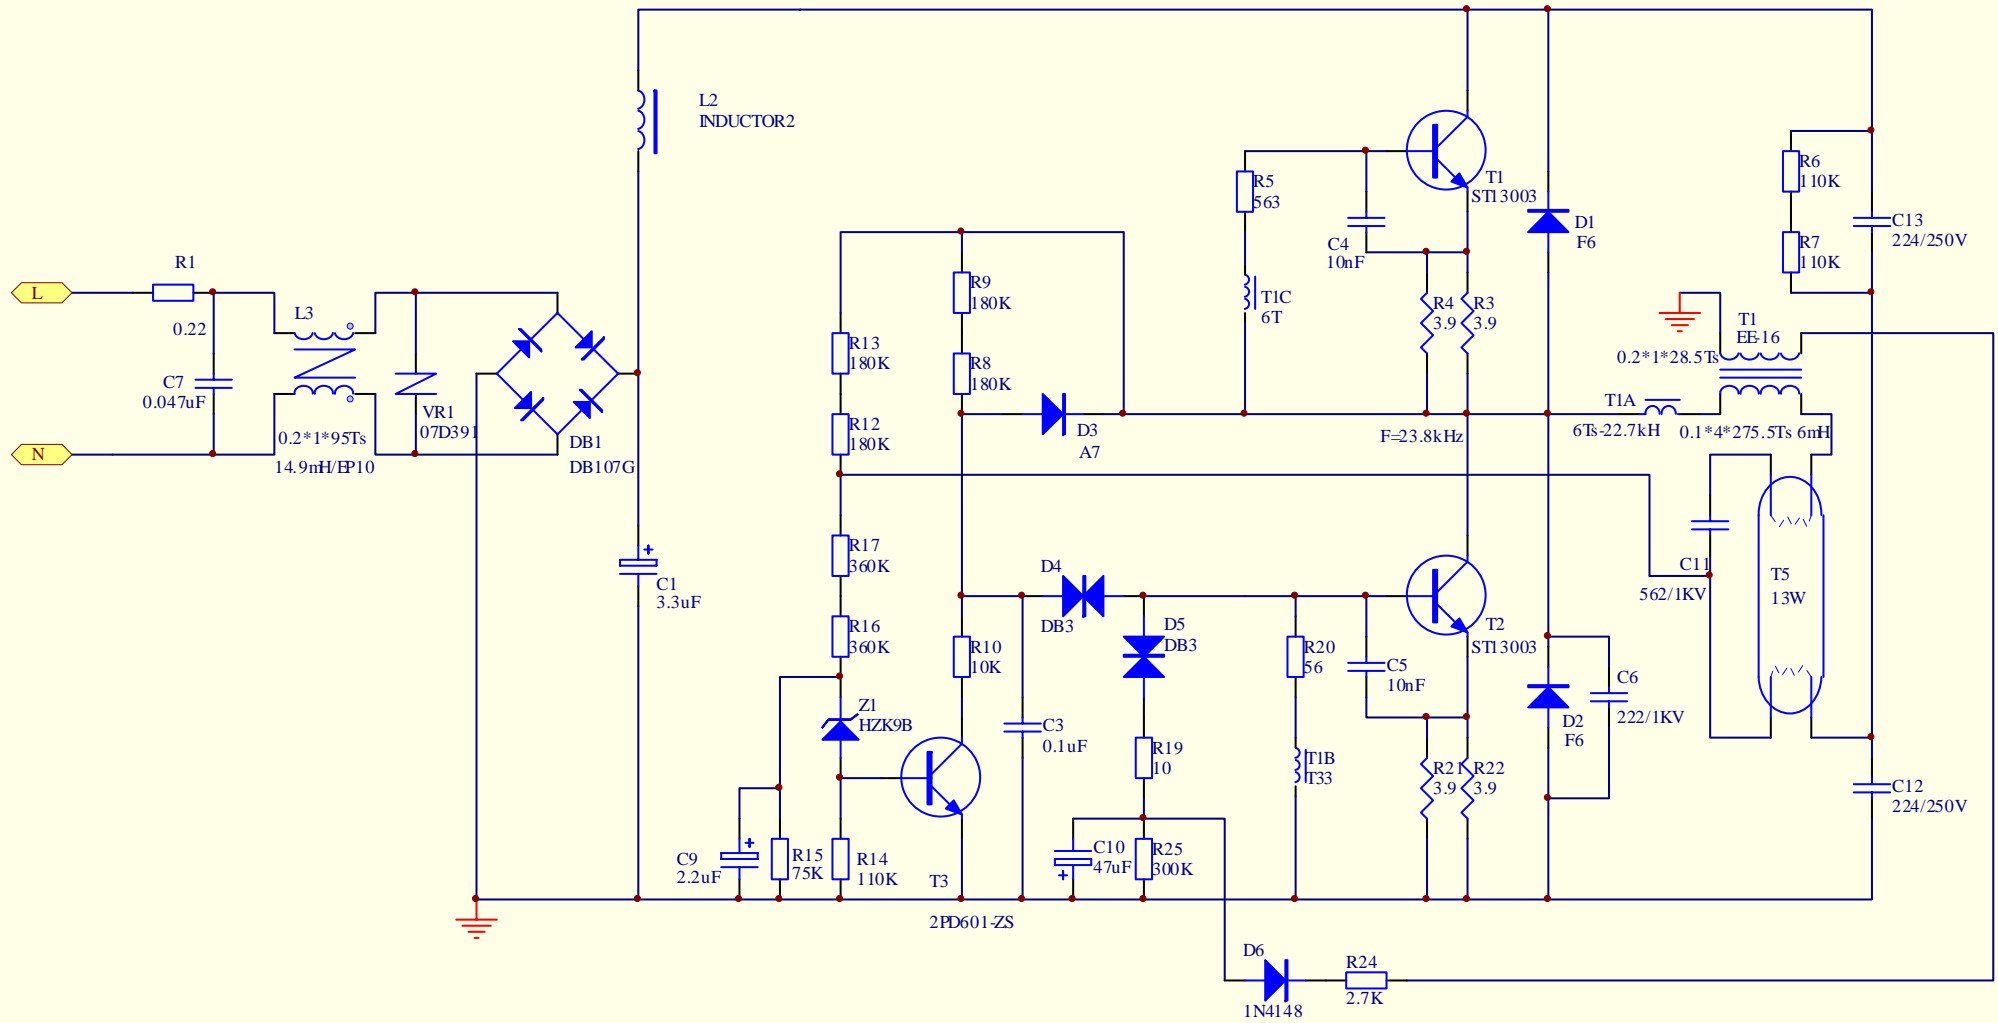 L2
INDUCTOR2
R1
0.22
L
N
C7
0.047uF
L3
0.2*1*95Ts
14.9mH/EP10
VR1
07D391
DB1
DB107G
C1
3.3uF
R13
180K
R12
180K
R9
180K
R8
180K
D3
A7
R5
563
T1C
6T
C4
10nF
T1
ST13003
R4
3.9
R3
3.9
F=23.8kHz
D1
F6
R6
110K
R7
110K
C13
224/250V
T1
EE-16
0.2*1*28.5Ts
T1A
6Ts-22.7kH
0.1*4*275.5Ts 6mH
R17
360K
R16
360K
Z1
HZK9B
R10
10K
C3
0.1uF
D4
DB3
D5
DB3
R19
10
R20
56
T1B
T33
C5
10nF
T2
ST13003
R21
3.9
R22
3.9
D2
F6
C6
222/1KV
C11
562/1KV
T5
13W
C12
224/250V
C9
2.2uF
R15
75K
R14
110K
T3
2PD601-ZS
C10
47uF
R25
300K
D6
1N4148
R24
2.7K